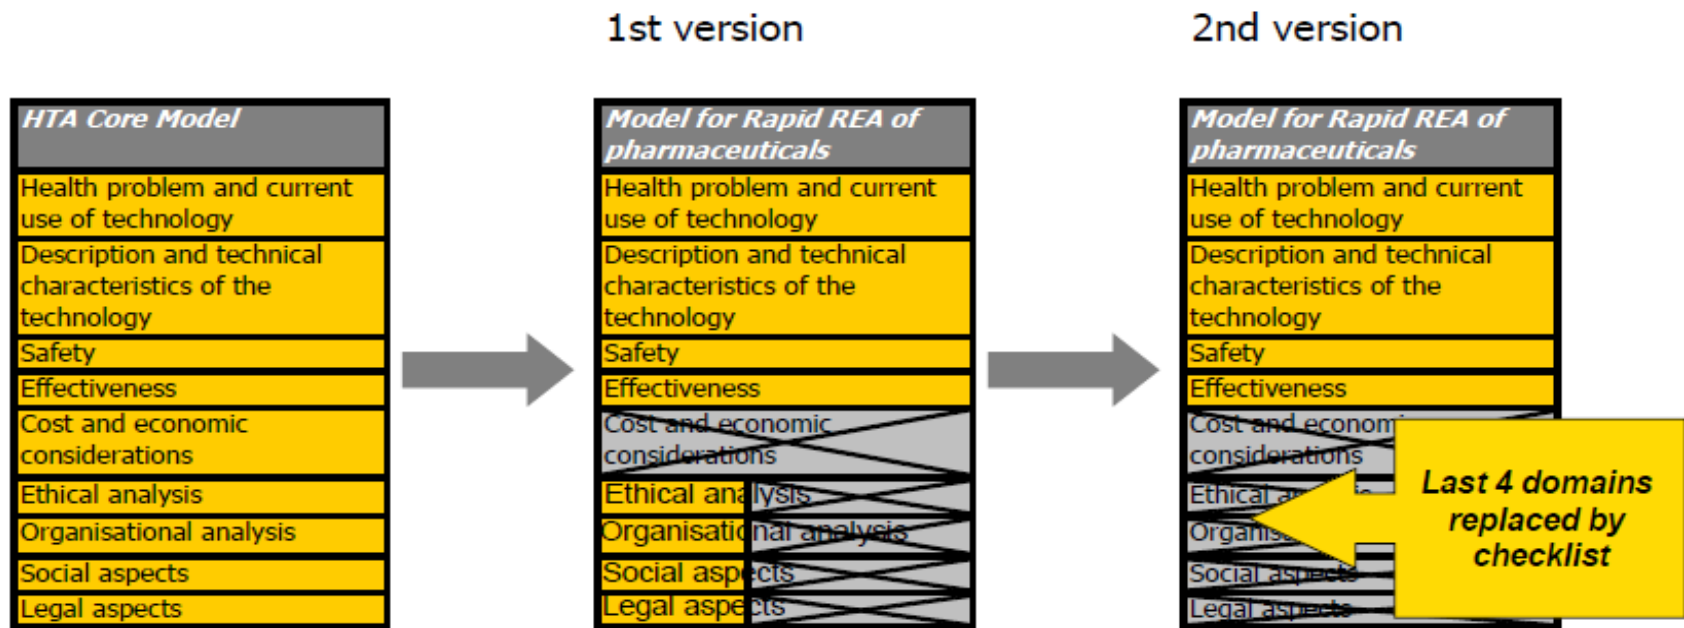 1st version
2nd version
HTA Core Model
Health problem and current
use of technology
Description and technical
characteristics of the
technology
Safety
Effectiveness
Cost and economic
considerations
Ethical analysis
Organisational analysis
Social aspects
Legal aspects
Model for Rapid REA of
pharmaceuticals
Health problem and current
use of technology
Description and technical
characteristics of the
technology
Safety
Effectiveness
Cost and economic
considerations
Ethical analysis
Organisational analysis
Social aspects
Legal aspects
Model for Rapid REA of
pharmaceuticals
Health problem and current
use of technology
Description and technical
characteristics of the
technology
Safety
Effectiveness
Cost and econom
considerations
Ethical
Organis
Social aspects
Legal aspects
Last 4 domains
replaced by
checklist